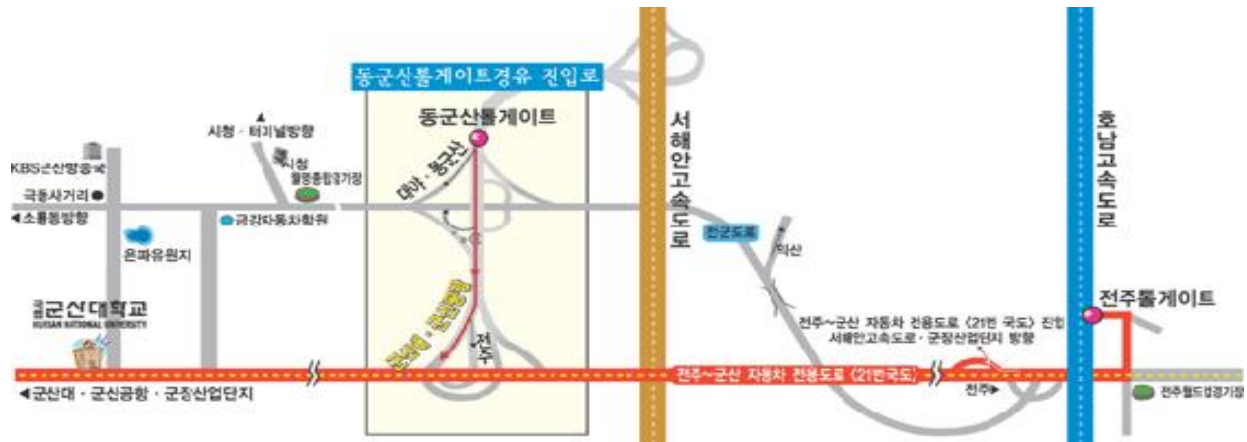 동군산톨게이트경유 진입로
동군산톨게이트
시청·터미널방향
시청
월명종합경기장
KBS군산방송국
극동사거리
◀소룡동방향
금강자동차학원
은파유원지
국립군산대학교
KUNSAN NATIONAL UNIVERSITY
대야·동군산
전주
서해안고속도로
호남고속도로
전군도로
익산
전주톨게이트
전주~군산 자동차 전용도로 <21번 국도> 진입
서해안고속도로·군장산업단지 방향
전주~군산 자동차 전용도로 <21번국도>
전주▶
전주월드컵경기장
◀군산대·군산공항·군장산업단지